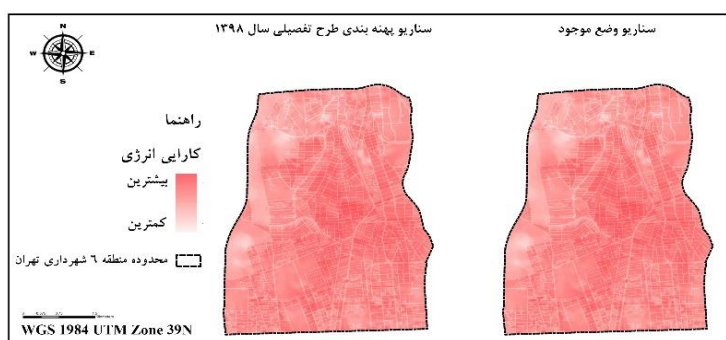 سناریو وضع موجود
سناریو پهنه بندی طرح تفصیلی سال ۱۳۹۸
N
W E
S
راهنما
کارایی انرژی
بیشترین
کمترین
محدوده منطقه ٦ شهرداری تهران
WGS 1984 UTM Zone 39N